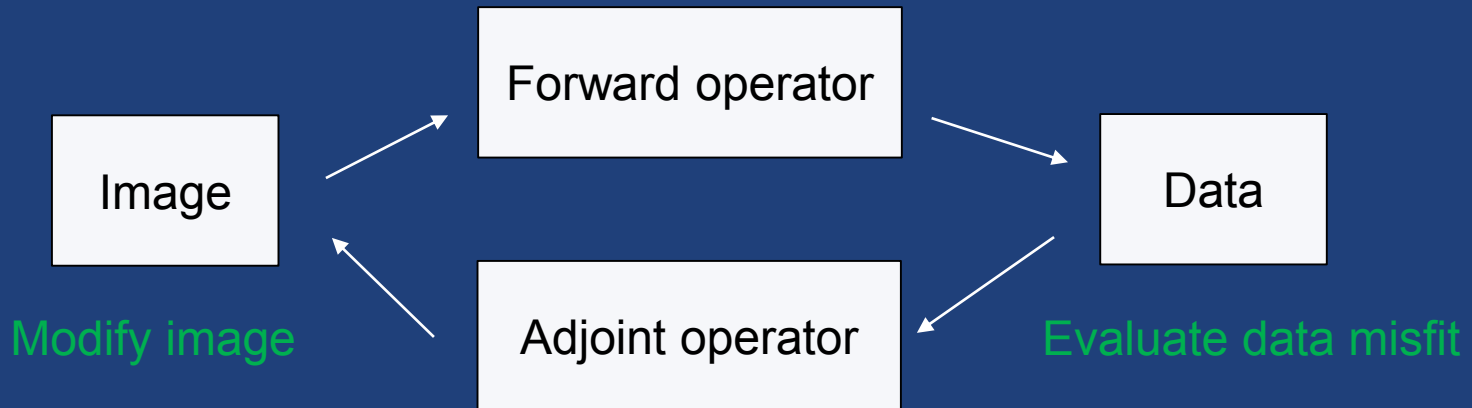 Forward operator
Image
Data
Modify image
Adjoint operator
Evaluate data misfit